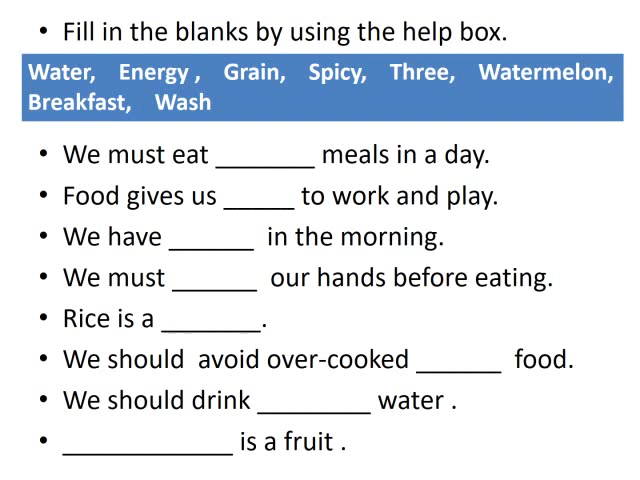 • Fill in the blanks by using the help box.
Water, Energy , Grain, Spicy, Three, Watermelon,
Breakfast, Wash
• We must eat _______ meals in a day.
• Food gives us _____ to work and play.
• We have ______ in the morning.
• We must ______ our hands before eating.
• Rice is a _______.
• We should avoid over-cooked ______ food.
• We should drink ________ water .
• ____________ is a fruit .